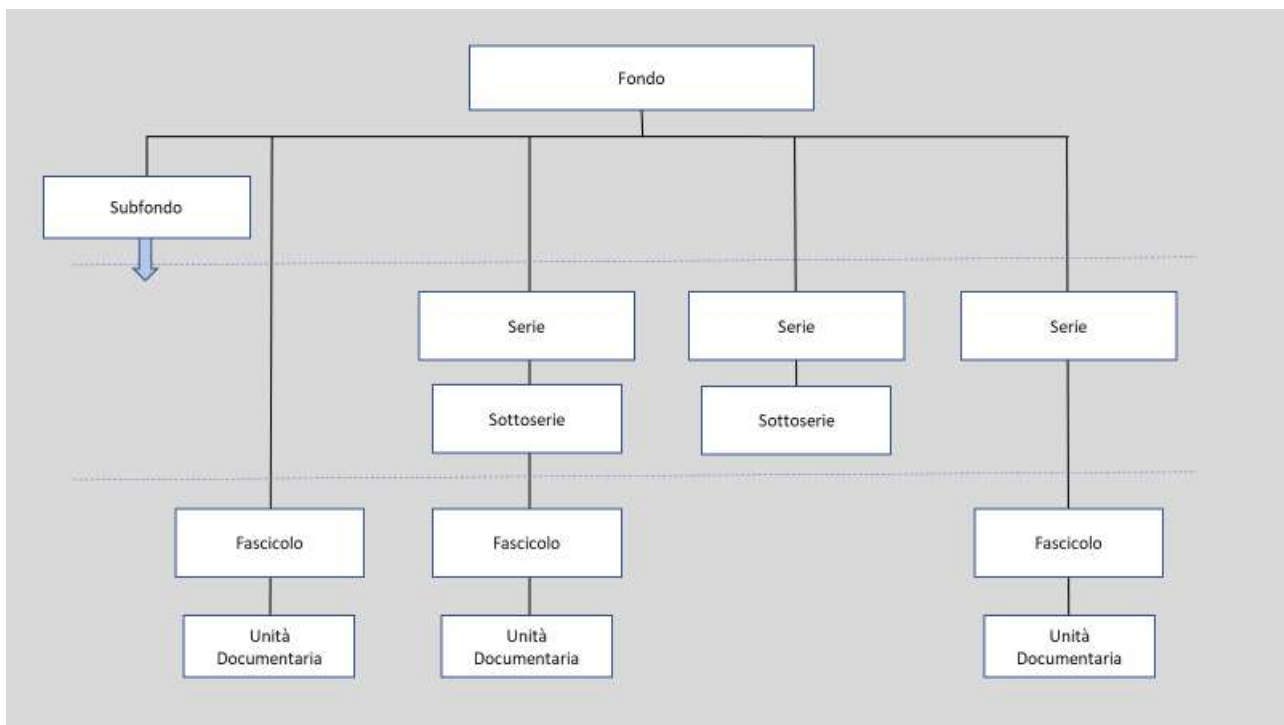 Fondo
Subfondo
Serie
Serie
Serie
Sottoserie
Sottoserie
Fascicolo
Fascicolo
Fascicolo
Unità
Documentaria
Unità
Documentaria
Unità
Documentaria